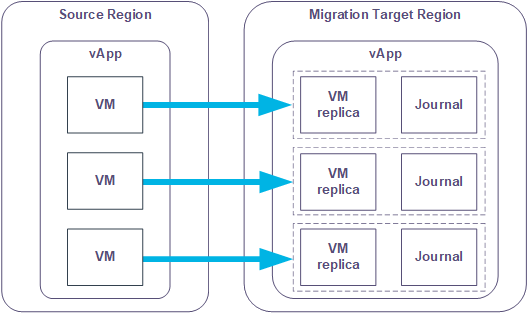 Source Region
Migration Target Region
vApp
vApp
VM
VM
replica
Journal
VM
VM
replica
Journal
VM
VM
replica
Journal